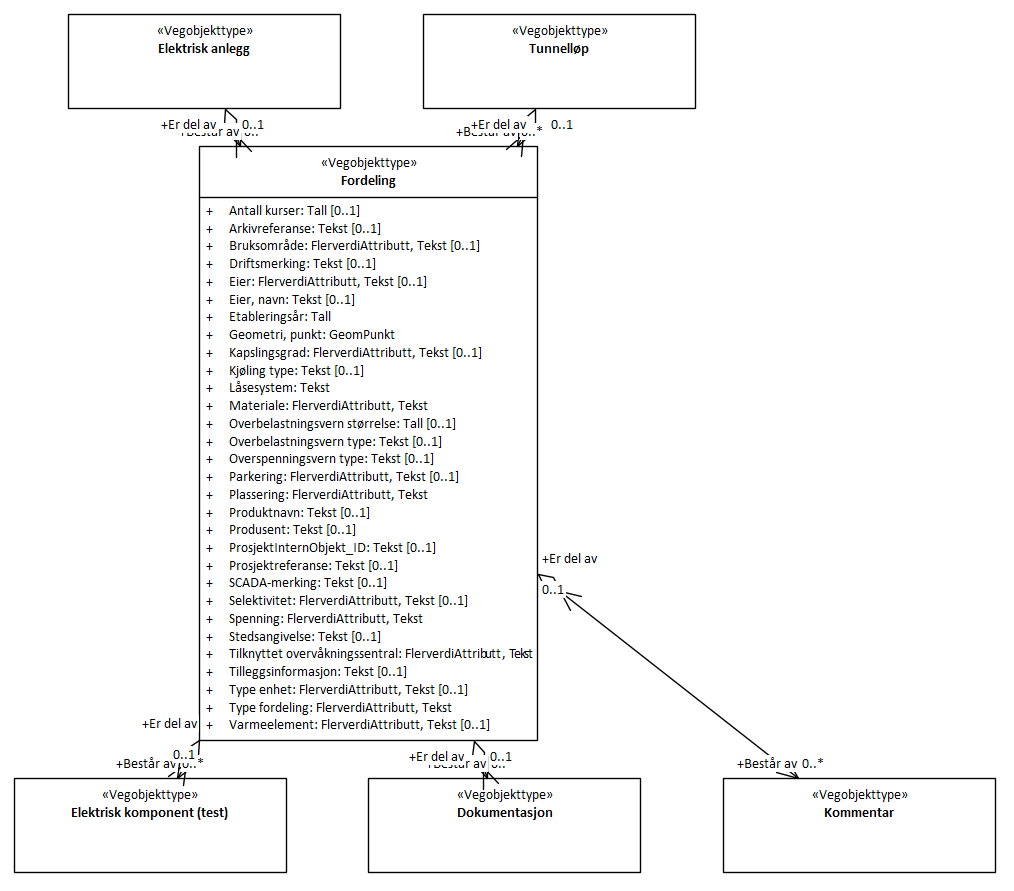 «Vegobjekttype»
Elektrisk anlegg
«Vegobjekttype»
Tunnelløp
+Er del av 0..1
+Består av 0..
+Er del av 0..1
+Består av 0..*
«Vegobjekttype»
Fordeling
+ Antall kurser: Tall [0..1]
+ Arkivreferanse: Tekst [0..1]
+ Bruksområde: FlerverdiAttributt, Tekst [0..1]
+ Driftsmerking: Tekst [0..1]
+ Eier: FlerverdiAttributt, Tekst [0..1]
+ Eier, navn: Tekst [0..1]
+ Etableringsår: Tall
+ Geometri, punkt: GeomPunkt
+ Kapslingsgrad: FlerverdiAttributt, Tekst [0..1]
+ Kjøling type: Tekst [0..1]
+ Låsesystem: Tekst
+ Materiale: FlerverdiAttributt, Tekst
+ Overbelastningsvern størrelse: Tall [0..1]
+ Overbelastningsvern type: Tekst [0..1]
+ Overspenningsvern type: Tekst [0..1]
+ Parkering: FlerverdiAttributt, Tekst [0..1]
+ Plassering: FlerverdiAttributt, Tekst
+ Produktnavn: Tekst [0..1]
+ Produsent: Tekst [0..1]
+ ProsjektInternObjekt_ID: Tekst [0..1]
+ Prosjektreferanse: Tekst [0..1]
+ SCADA-merking: Tekst [0..1]
+ Selektivitet: FlerverdiAttributt, Tekst [0..1]
+ Spenning: FlerverdiAttributt, Tekst
+ Stedsangivelse: Tekst [0..1]
+ Tilknyttet overvåkningssentral: FlerverdiAttributt, Tekst
+ Tilleggsinformasjon: Tekst [0..1]
+ Type enhet: FlerverdiAttributt, Tekst [0..1]
+ Type fordeling: FlerverdiAttributt, Tekst
+ Varmeelement: FlerverdiAttributt, Tekst [0..1]
+Er del av
0..1
+Er del av
0..1
+Består av 0..*
+Er del av 0..1
+Består av 0..
+Består av 0..*
«Vegobjekttype»
Elektrisk komponent (test)
«Vegobjekttype»
Dokumentasjon
«Vegobjekttype»
Kommentar